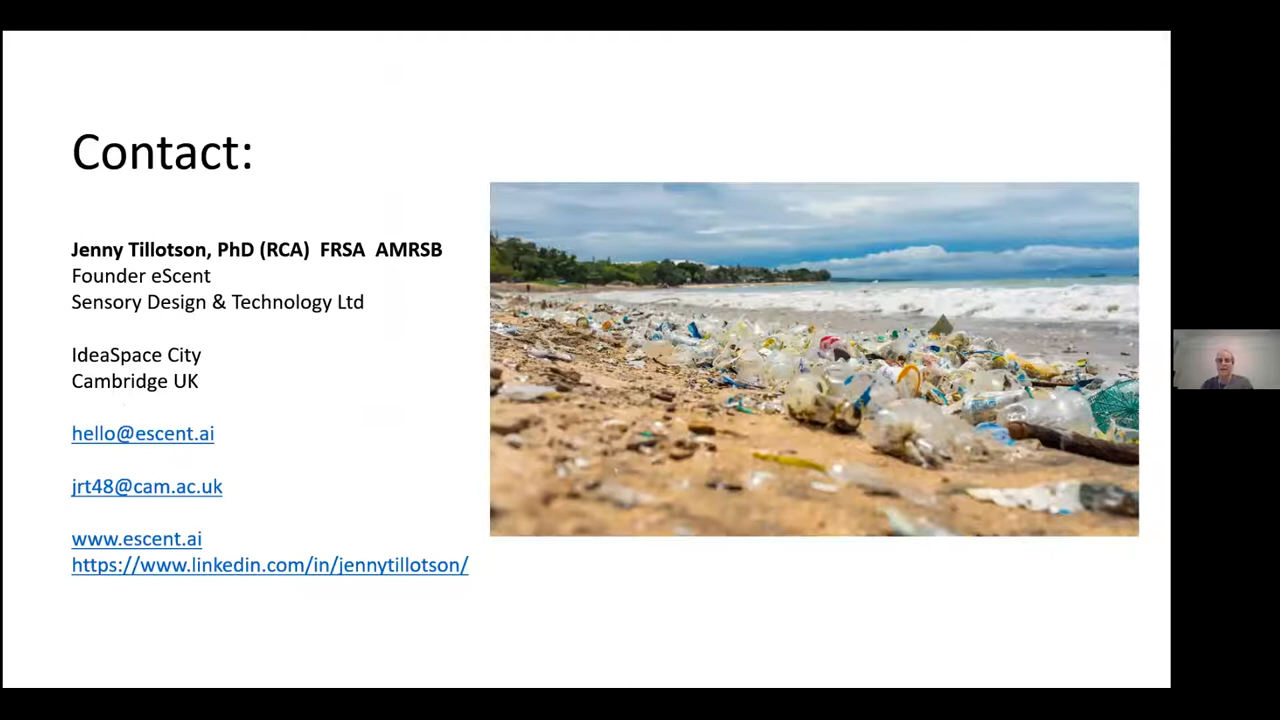 Contact:
Jenny Tillotson, PhD (RCA) FRSA AMRSB
Founder eScent
Sensory Design & Technology Ltd
IdeaSpace City
Cambridge UK
hello@escent.ai
jrt48@cam.ac.uk
www.escent.ai
https://www.linkedin.com/in/jennytillotson/